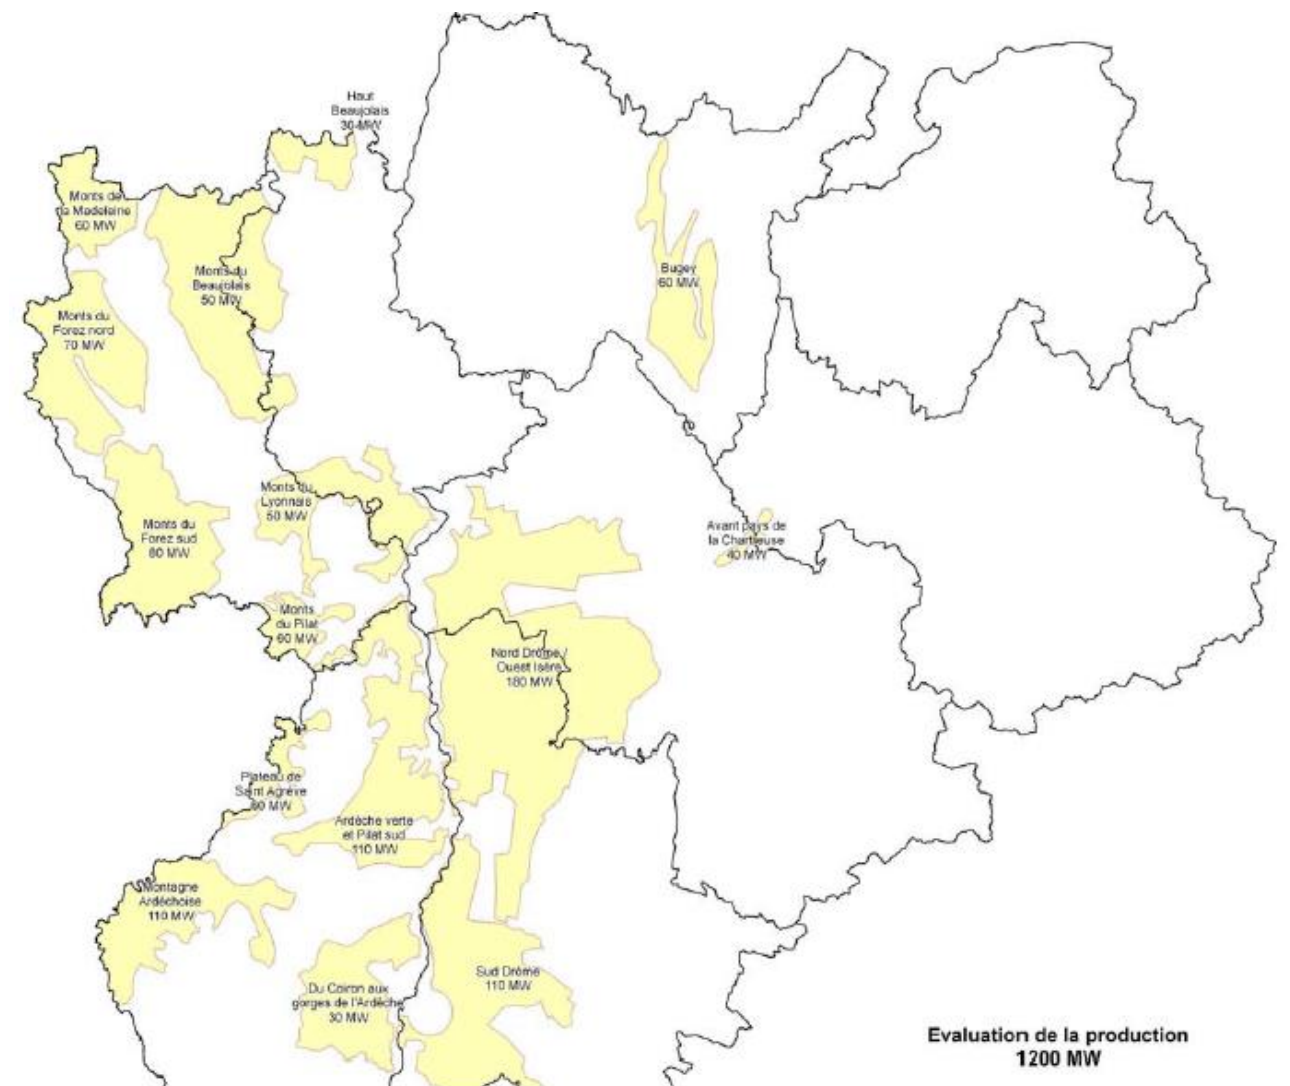 Haut
Beaujolais
30 MW
Monts de
la Madeleine
60 MW
Monts du
Beaujolais
50 MW
Bugey
60 MW
Monts du
Forez nord
70 MW
Monts du
Lyonnais
50 MW
Monts du
Forez sud
80 MW
Avant pays de
la Chartreuse
40 MW
Monts
du Pilat
60 MW
Nord Drôme /
Ouest Isère
180 MW
Plateau de
Saint Agrève
MW
Ardèche verte
et Pilat sud
110 MW
Montagne
Ardéchoise
110 MW
Sud Drôme
110 MW
Du Coiron aux
gorges de l'Ardèche
30 MW
Evaluation de la production
1200 MW